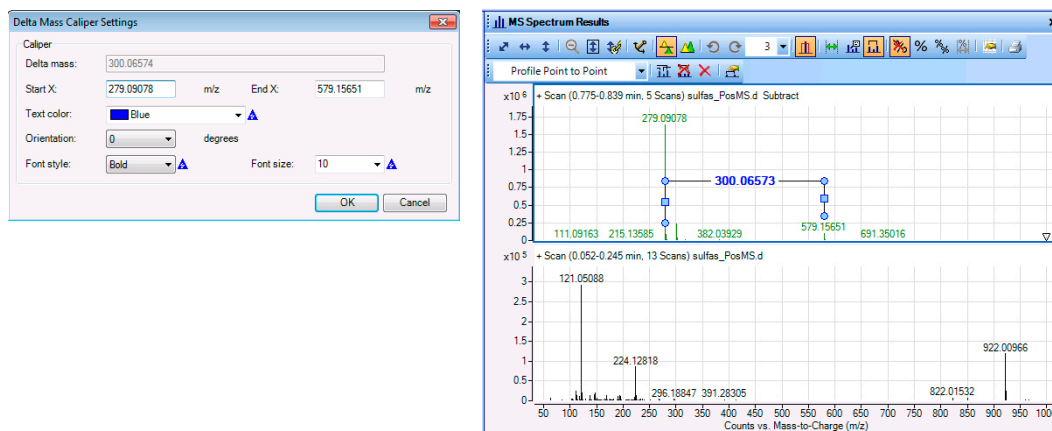 Delta Mass Caliper Settings
Caliper
Delta mass: 300.06574
Start X: 279.09078 m/z End X: 579.15651 m/z
Text color: Blue
Orientation: 0 degrees
Font style: Bold Font size: 10
OK Cancel
MS Spectrum Results
3 % %
Profile Point to Point
x10 6 + Scan (0.775-0.839 min, 5 Scans) sulfas_PosMS.d Subtract
1.75
279.09078
1.5
1.25
1
0.75
300.06573
0.5
0.25
579.15651
111.09163 215.13585 382.03929 691.35016
0
x10 5 + Scan (0.052-0.245 min, 13 Scans) sulfas_PosMS.d
3
121.05088
2.5
2
1.5
922.00966
1
224.12818
0.5
296.18847 391.28305 822.01532
0
50 100 150 200 250 300 350 400 450 500 550 600 650 700 750 800 850 900 950
Counts vs. Mass-to-Charge (m/z)